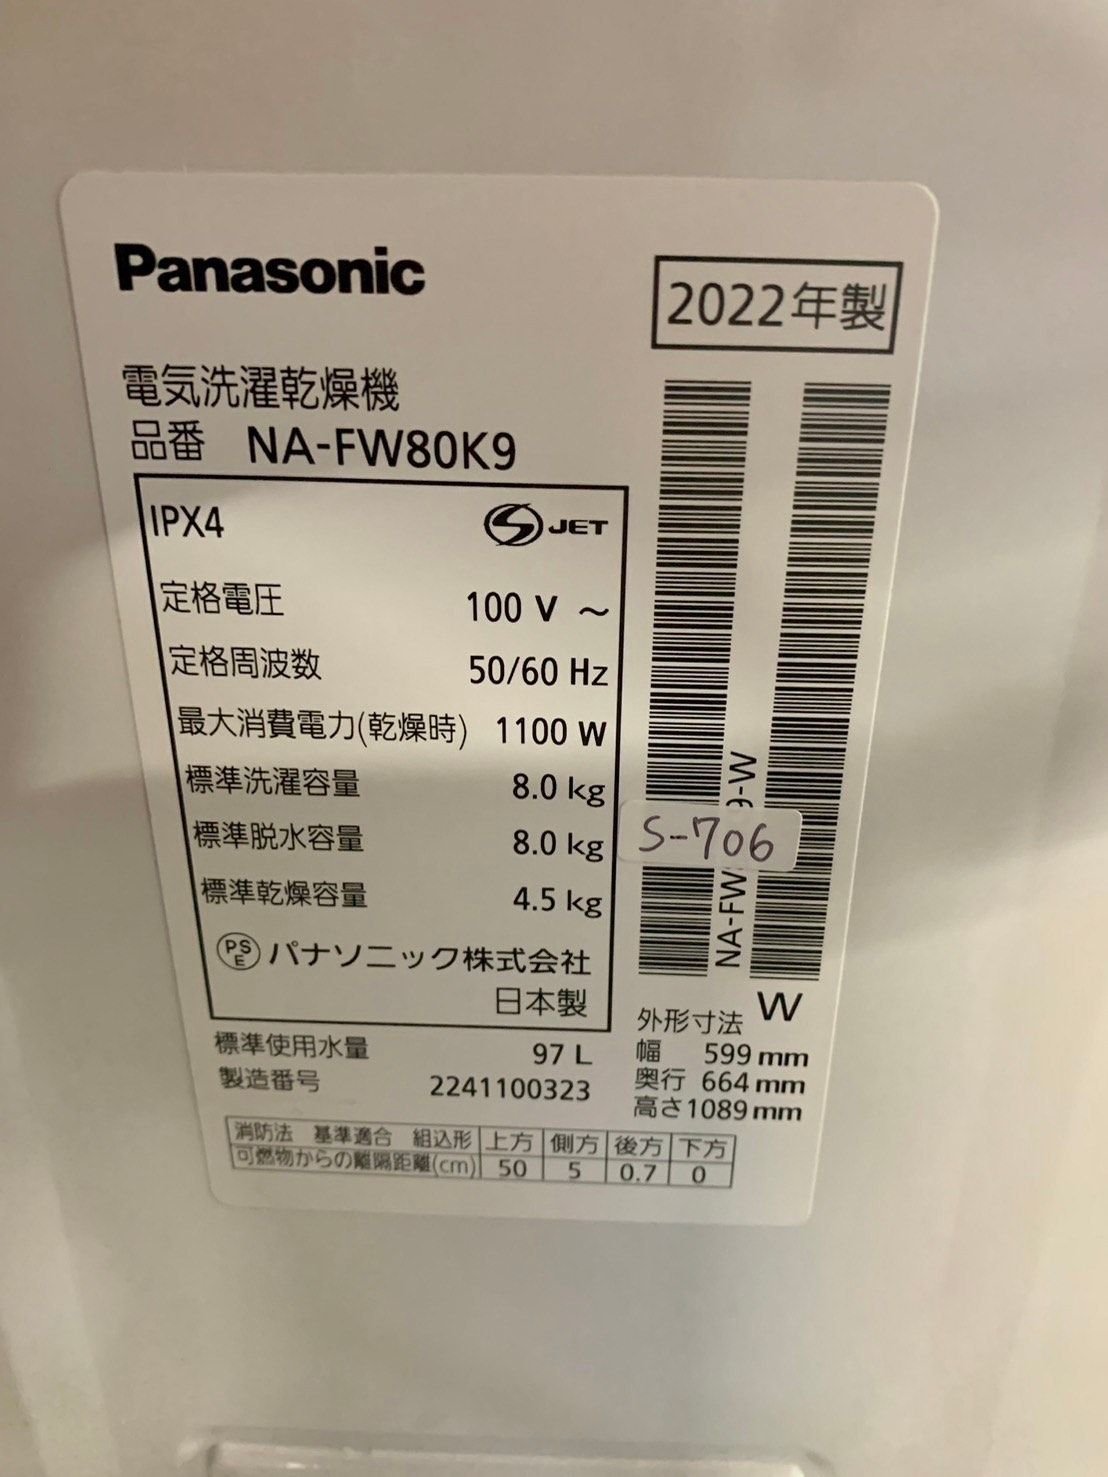 Panasonic
2022年製
電気洗濯乾燥機
品番 NA-FW80K9
IPX4
S JET
定格電圧 100 V ～
定格周波数 50/60 Hz
最大消費電力(乾燥時) 1100 W
標準洗濯容量 8.0 kg
標準脱水容量 8.0 kg
標準乾燥容量 4.5 kg
PSE パナソニック株式会社
日本製
標準使用水量 97 L
製造番号 2241100323
NA-FW 9-W
S-706
W
外形寸法
幅 599 mm
奥行 664 mm
高さ 1089 mm
消防法 基準適合 組込形 上方 側方 後方 下方
可燃物からの離隔距離(cm) 50 5 0.7 0